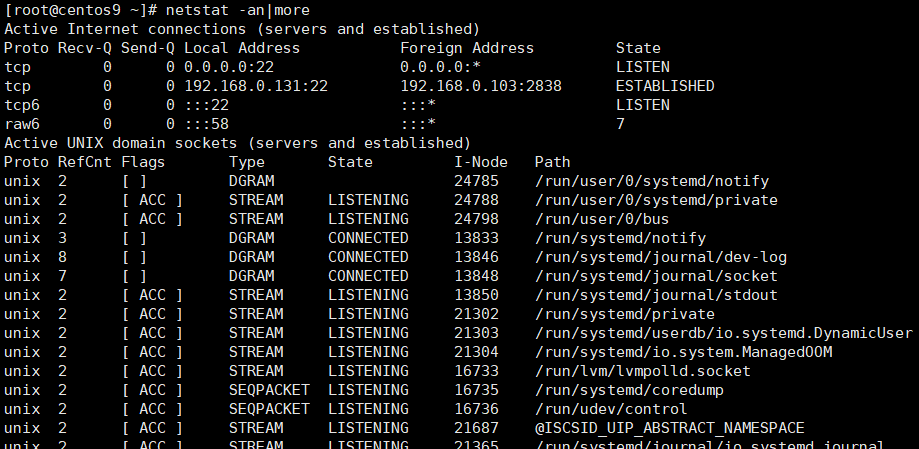 [root@centos9 ~]# netstat -an|more
Active Internet connections (servers and established)
Proto Recv-Q Send-Q Local Address           Foreign Address         State
tcp        0      0 0.0.0.0:22              0.0.0.0:*               LISTEN
tcp        0      0 192.168.0.131:22        192.168.0.103:2838      ESTABLISHED
tcp6       0      0 :::22                   :::*                    LISTEN
raw6       0      0 :::58                   :::*                    7
Active UNIX domain sockets (servers and established)
Proto RefCnt Flags       Type       State         I-Node   Path
unix  2      [ ]         DGRAM                    24785    /run/user/0/systemd/notify
unix  2      [ ACC ]     STREAM     LISTENING     24788    /run/user/0/systemd/private
unix  2      [ ACC ]     STREAM     LISTENING     24798    /run/user/0/bus
unix  3      [ ]         DGRAM      CONNECTED     13833    /run/systemd/notify
unix  8      [ ]         DGRAM      CONNECTED     13846    /run/systemd/journal/dev-log
unix  7      [ ]         DGRAM      CONNECTED     13848    /run/systemd/journal/socket
unix  2      [ ACC ]     STREAM     LISTENING     13850    /run/systemd/journal/stdout
unix  2      [ ACC ]     STREAM     LISTENING     21302    /run/systemd/private
unix  2      [ ACC ]     STREAM     LISTENING     21303    /run/systemd/userdb/io.systemd.DynamicUser
unix  2      [ ACC ]     STREAM     LISTENING     21304    /run/systemd/io.system.ManagedOOM
unix  2      [ ACC ]     STREAM     LISTENING     16733    /run/lvm/lvmpolld.socket
unix  2      [ ACC ]     SEQPACKET  LISTENING     16735    /run/systemd/coredump
unix  2      [ ACC ]     SEQPACKET  LISTENING     16736    /run/udev/control
unix  2      [ ACC ]     STREAM     LISTENING     21687    @ISCSID_UIP_ABSTRACT_NAMESPACE
unix  2      [ ACC ]     STREAM     LISTENING     21365    /run/systemd/journal/io.systemd.journal